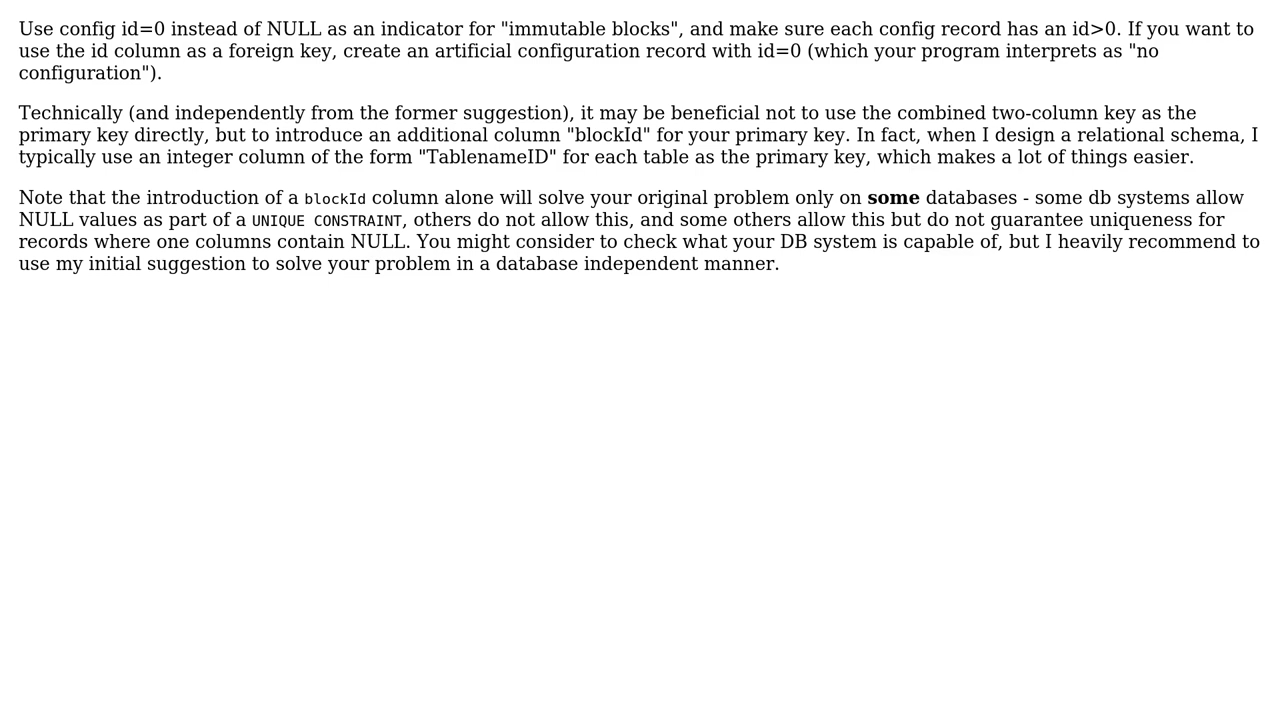 Use config id=0 instead of NULL as an indicator for "immutable blocks", and make sure each config record has an id>0. If you want to
use the id column as a foreign key, create an artificial configuration record with id=0 (which your program interprets as "no
configuration").
Technically (and independently from the former suggestion), it may be beneficial not to use the combined two-column key as the
primary key directly, but to introduce an additional column "blockId" for your primary key. In fact, when I design a relational schema, I
typically use an integer column of the form "TablenameID" for each table as the primary key, which makes a lot of things easier.
Note that the introduction of a blockId column alone will solve your original problem only on some databases - some db systems allow
NULL values as part of a UNIQUE CONSTRAINT, others do not allow this, and some others allow this but do not guarantee uniqueness for
records where one columns contain NULL. You might consider to check what your DB system is capable of, but I heavily recommend to
use my initial suggestion to solve your problem in a database independent manner.